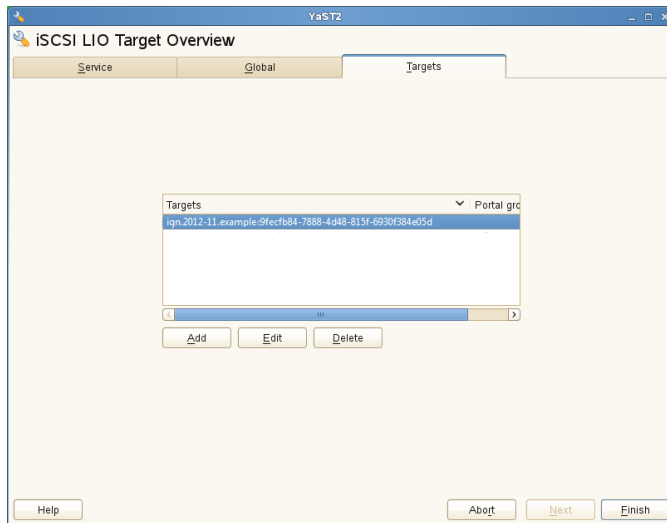 YaST2
iSCSI LIO Target Overview
Service Global Targets
Targets Portal gro
iqn.2012-11.example:9fecfb84-7888-4d48-815f-6930f384e05d
Add Edit Delete
Help Abort Next Finish